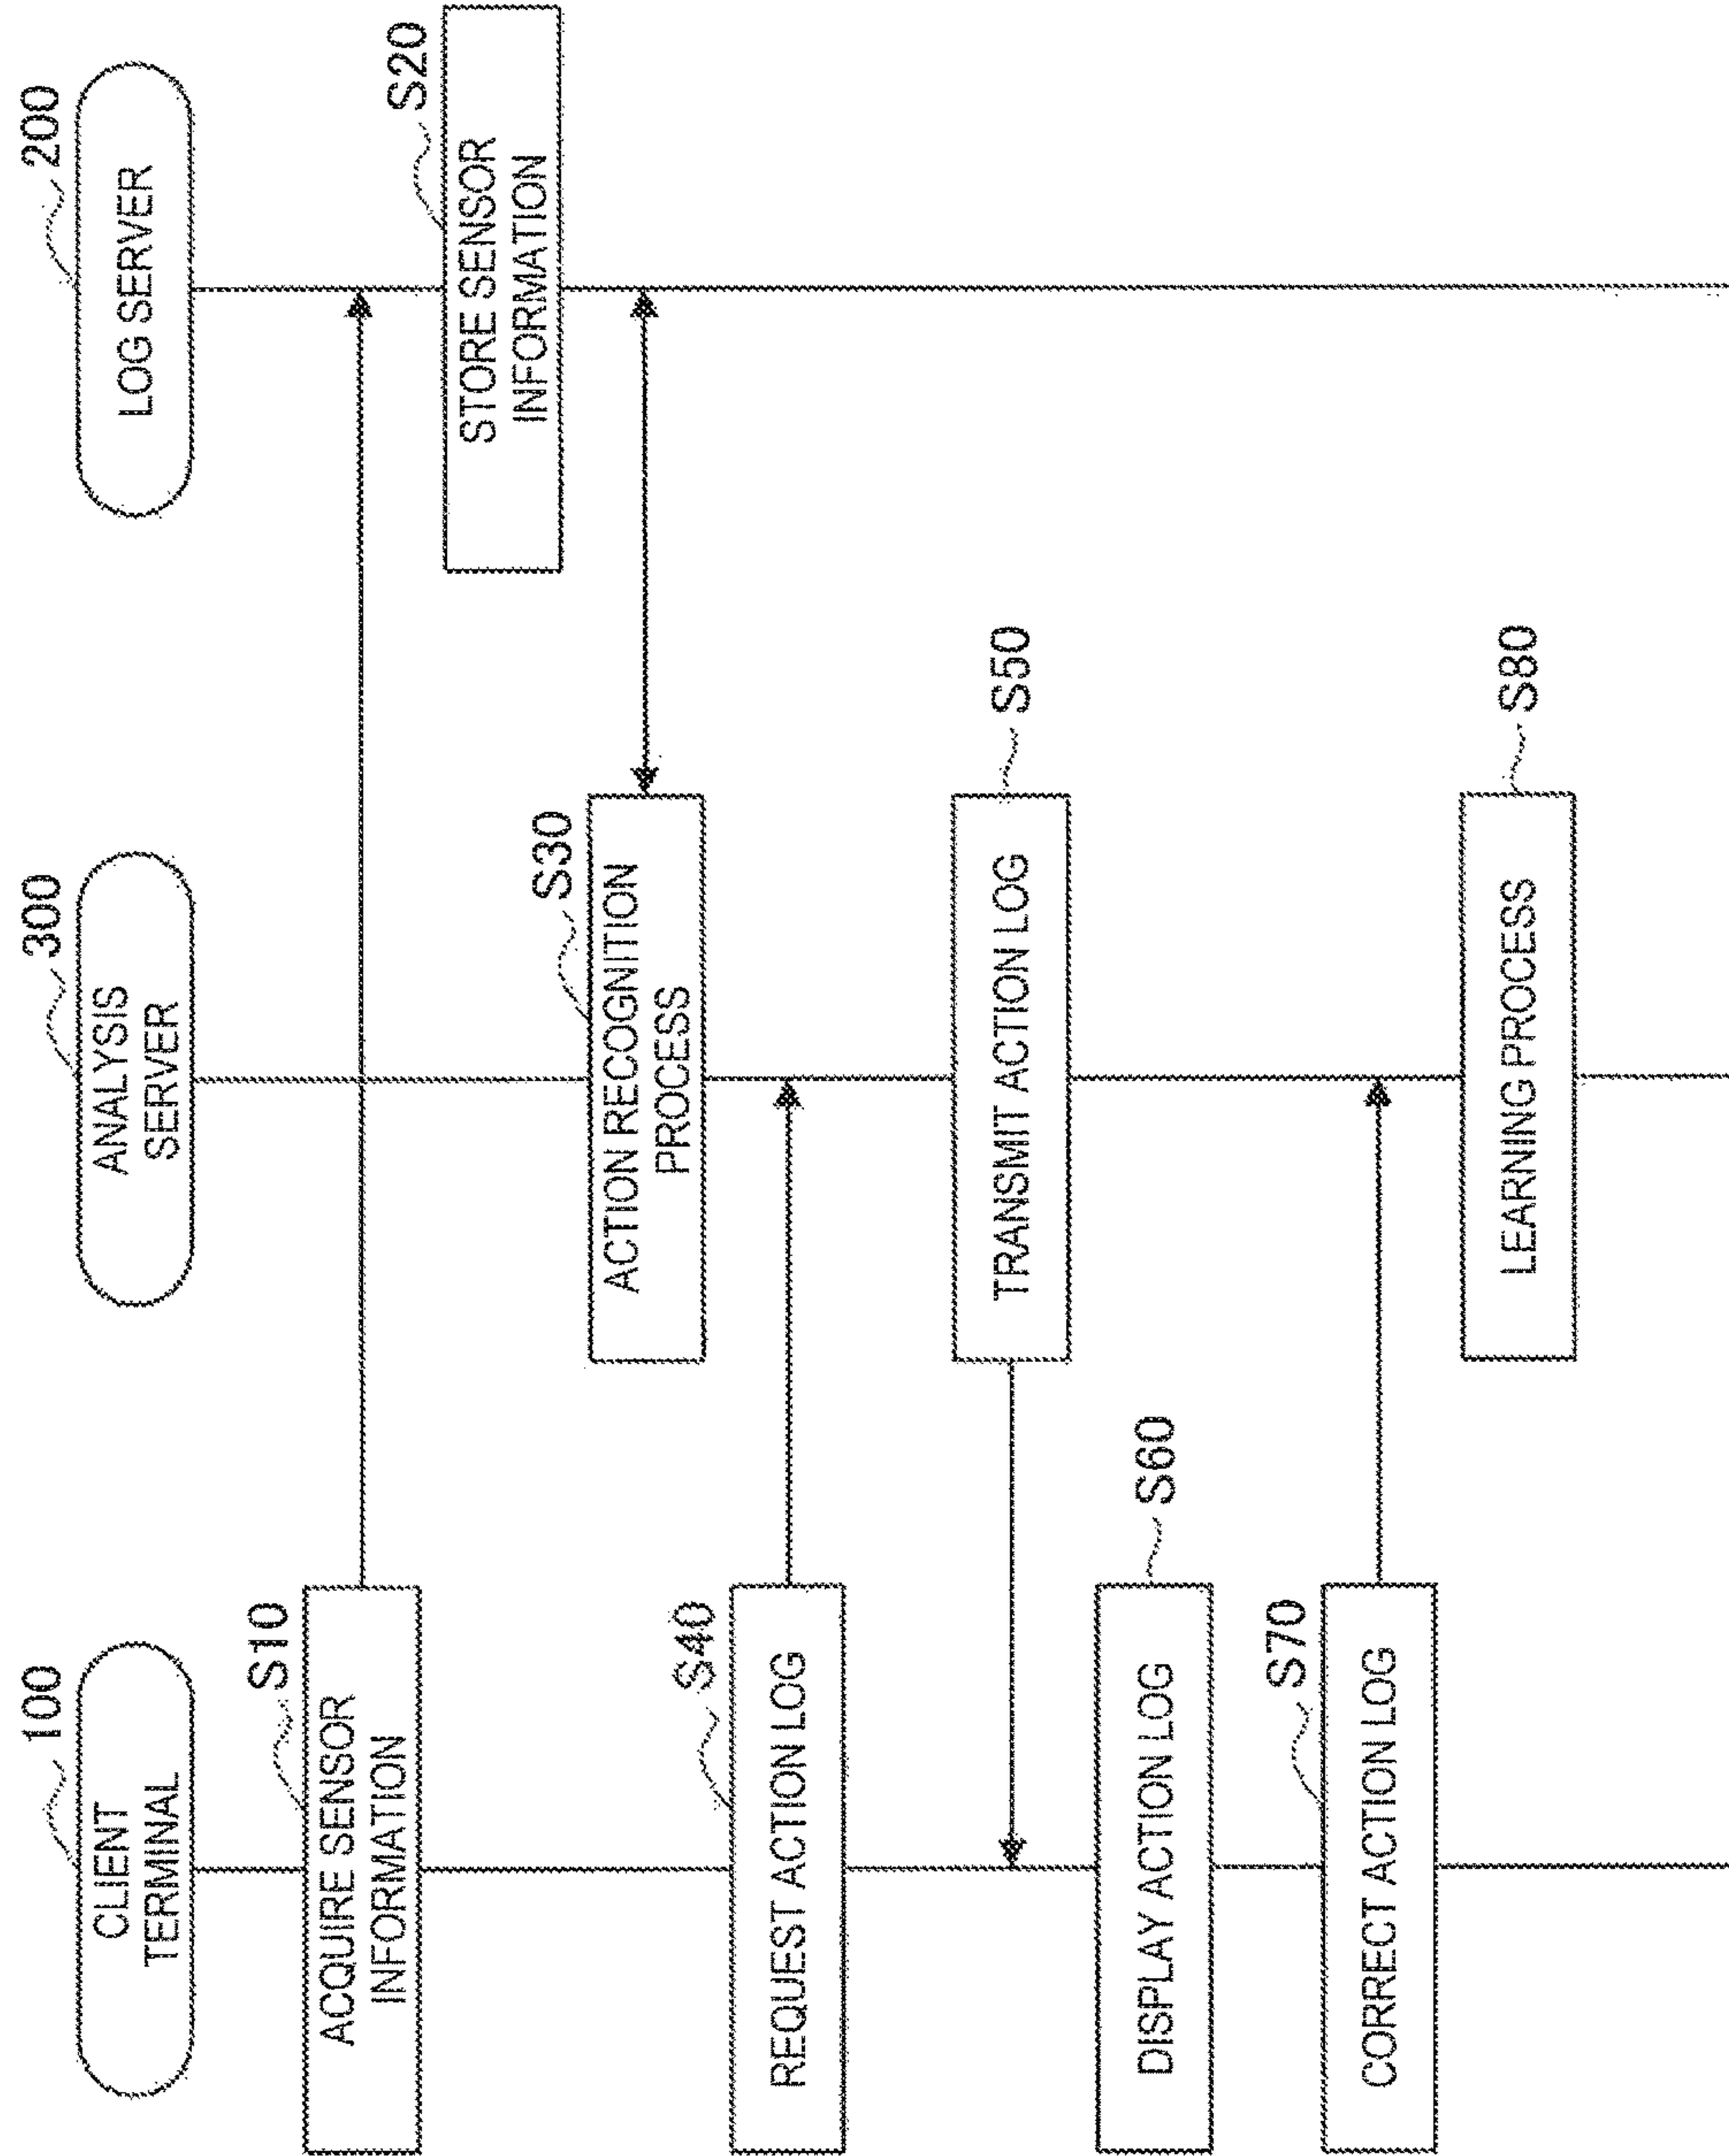 100
CLIENT
TERMINAL
300
ANALYSIS
SERVER
200
LOG SERVER
S10
ACQUIRE SENSOR
INFORMATION
S20
STORE SENSOR
INFORMATION
S30
ACTION RECOGNITION
PROCESS
S40
REQUEST ACTION LOG
S50
TRANSMIT ACTION LOG
S60
DISPLAY ACTION LOG
S70
CORRECT ACTION LOG
S80
LEARNING PROCESS